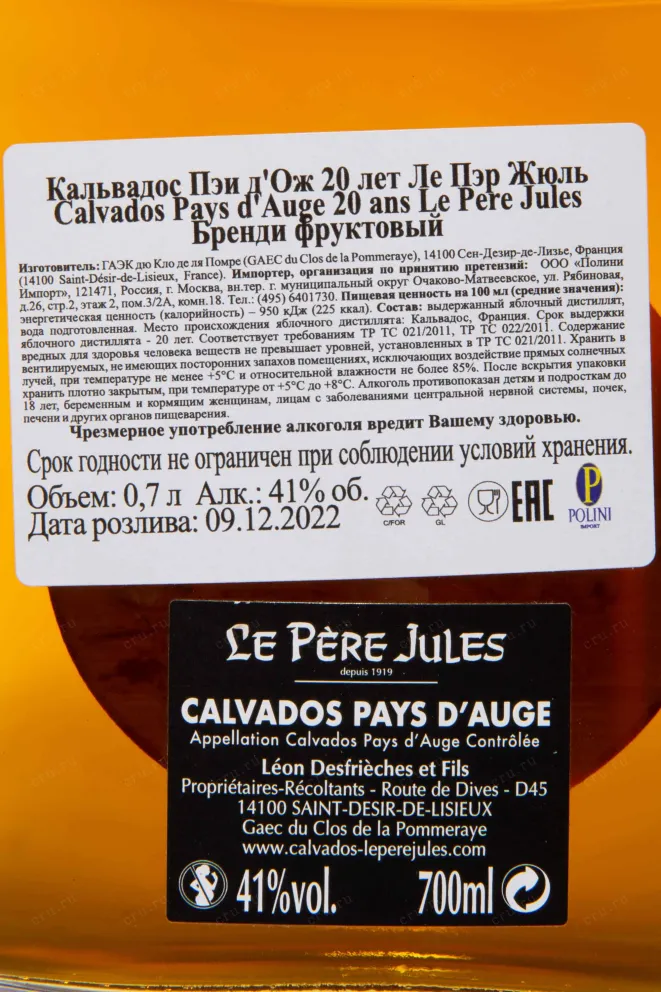 Кальвадос Пэи д'Ож 20 лет Ле Пэр Жюль
Calvados Pays d'Auge 20 ans Le Pere Jules
Бренди фруктовый
Изготовитель: ГАЭК дю Кло де ля Помре (GAEC du Clos de la Pommeraye), 14100 Сен-Дезир-де-Лизье, Франция
(14100 Saint-Désir-de-Lisieux, France). Импортер, организация по принятию претензий: ООО «Полини
Импорт», 121471, Россия, г. Москва, вн.тер. г. муниципальный округ Очаково-Матвеевское, ул. Рябиновая,
д.26, стр.2, этаж 2, пом.3/2А, комн.18. Тел.: (495) 6401730. Пищевая ценность на 100 мл (средние значения):
энергетическая ценность (калорийность) – 950 кДж (225 ккал). Состав: выдержанный яблочный дистиллят,
вода подготовленная. Место происхождения яблочного дистиллята: Кальвадос, Франция. Срок выдержки
яблочного дистиллята - 20 лет. Соответствует требованиям ТР ТС 021/2011, ТР ТС 022/2011. Содержание
вредных для здоровья человека веществ не превышает уровней, установленных в ТР ТС 021/2011. Хранить в
вентилируемых, не имеющих посторонних запахов помещениях, исключающих воздействие прямых солнечных
лучей, при температуре не менее +5°С и относительной влажности не более 85%. После вскрытия упаковки
хранить плотно закрытым, при температуре от +5°С до +8°С. Алкоголь противопоказан детям и подросткам до
18 лет, беременным и кормящим женщинам, лицам с заболеваниями центральной нервной системы, почек,
печени и других органов пищеварения.
Чрезмерное употребление алкоголя вредит Вашему здоровью.
Срок годности не ограничен при соблюдении условий хранения.
Объем: 0,7 л Алк.: 41% об.
Дата розлива: 09.12.2022
C/FOR GL EAC P POLINI
IMPORT
LE PÈRE JULES
depuis 1919
CALVADOS PAYS D'AUGE
Appellation Calvados Pays d'Auge Contrôlée
Léon Desfrièches et Fils
Propriétaires-Récoltants - Route de Dives - D45
14100 SAINT-DESIR-DE-LISIEUX
Gaec du Clos de la Pommeraye
www.calvados-leperejules.com
41%vol. 700ml